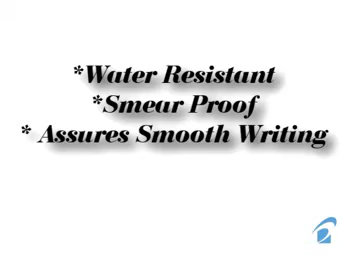 *Water Resistant
*Smear Proof
* Assures Smooth Writing